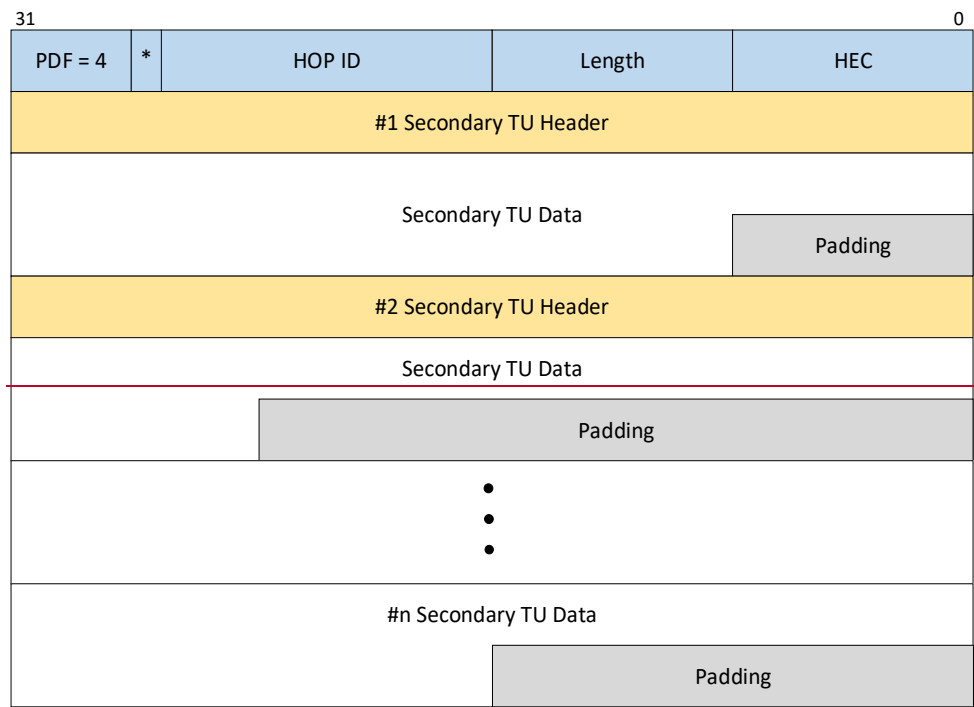 31 0
PDF = 4 * HOP ID Length HEC
#1 Secondary TU Header
Secondary TU Data
Padding
#2 Secondary TU Header
Secondary TU Data
Padding
#n Secondary TU Data
Padding